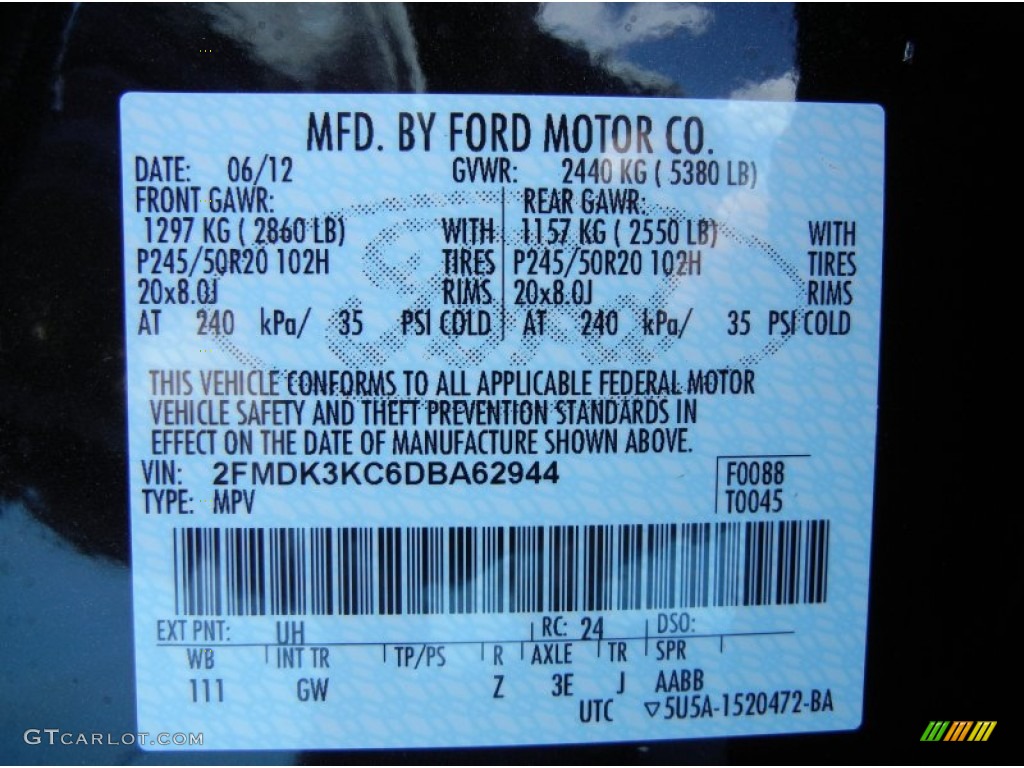 MFD. BY FORD MOTOR CO.
DATE: 06/12 GVWR: 2440 KG ( 5380 LB)
FRONT GAWR: REAR GAWR:
1297 KG ( 2860 LB) WITH 1157 KG ( 2550 LB) WITH
P245/50R20 102H TIRES P245/50R20 102H TIRES
20x8.0J RIMS 20x8.0J RIMS
AT 240 kPa/ 35 PSI COLD AT 240 kPa/ 35 PSI COLD
THIS VEHICLE CONFORMS TO ALL APPLICABLE FEDERAL MOTOR
VEHICLE SAFETY AND THEFT PREVENTION STANDARDS IN
EFFECT ON THE DATE OF MANUFACTURE SHOWN ABOVE.
VIN: 2FMDK3KC6DBA62944 F0088
TYPE: MPV T0045
EXT PNT: UH RC: 24 DSO:
WB INT TR TP/PS R AXLE TR SPR
111 GW Z 3E J AABB
UTC ▽5U5A-1520472-BA
GTCARLOT.COM